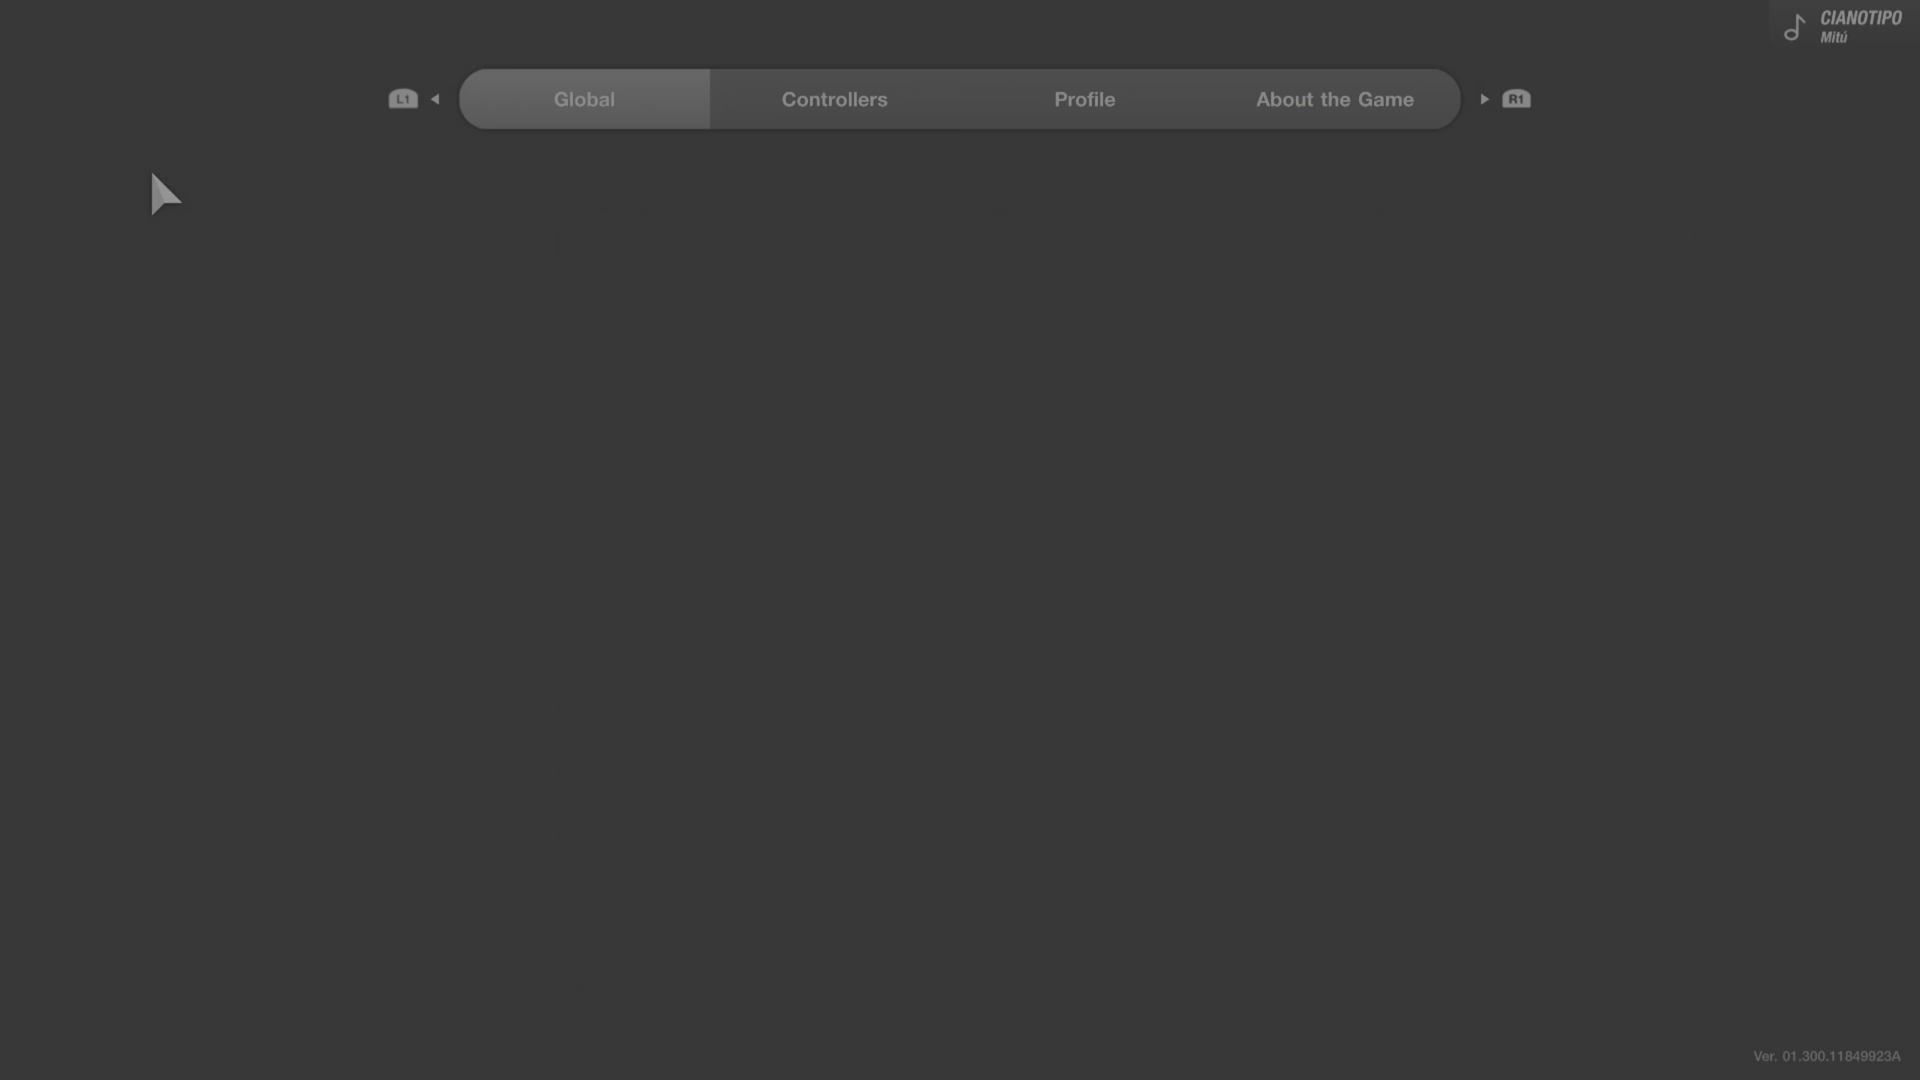 CIANOTIPO
Mitú
L1 Global Controllers Profile About the Game R1
Ver. 01.300.11849923A